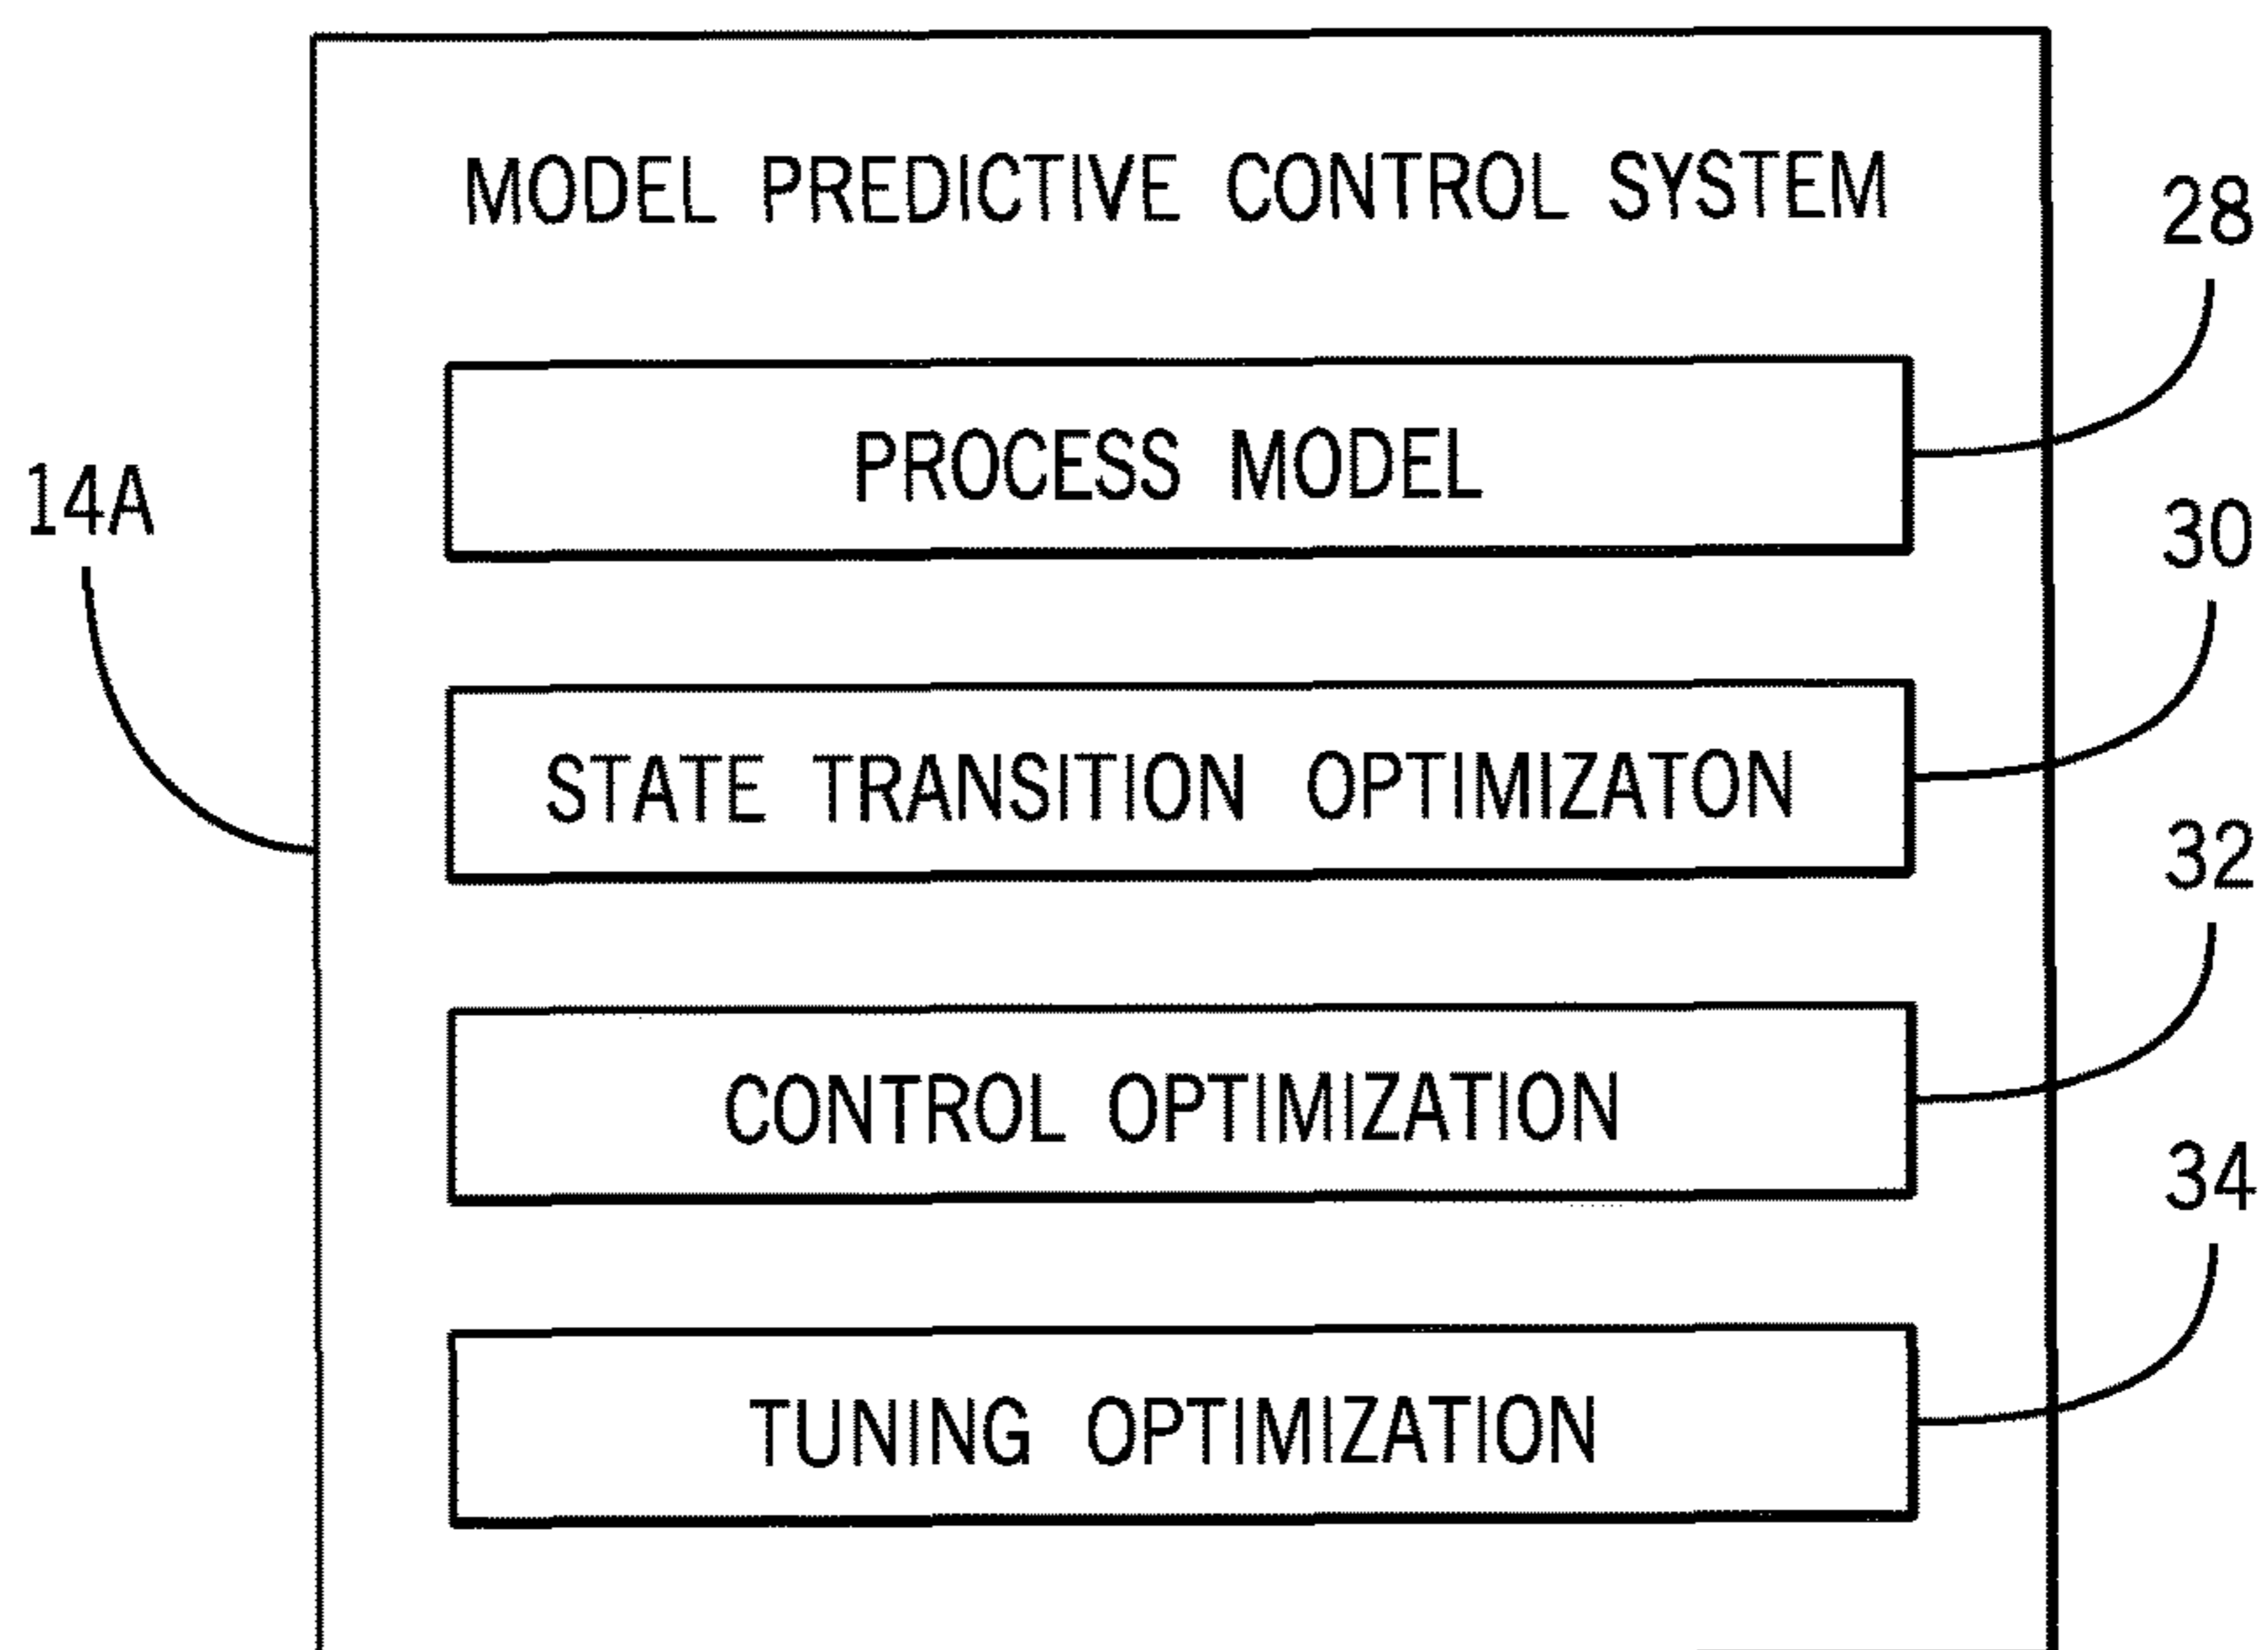 MODEL PREDICTIVE CONTROL SYSTEM
28
PROCESS MODEL
14A
30
STATE TRANSITION OPTIMIZATON
32
CONTROL OPTIMIZATION
34
TUNING OPTIMIZATION